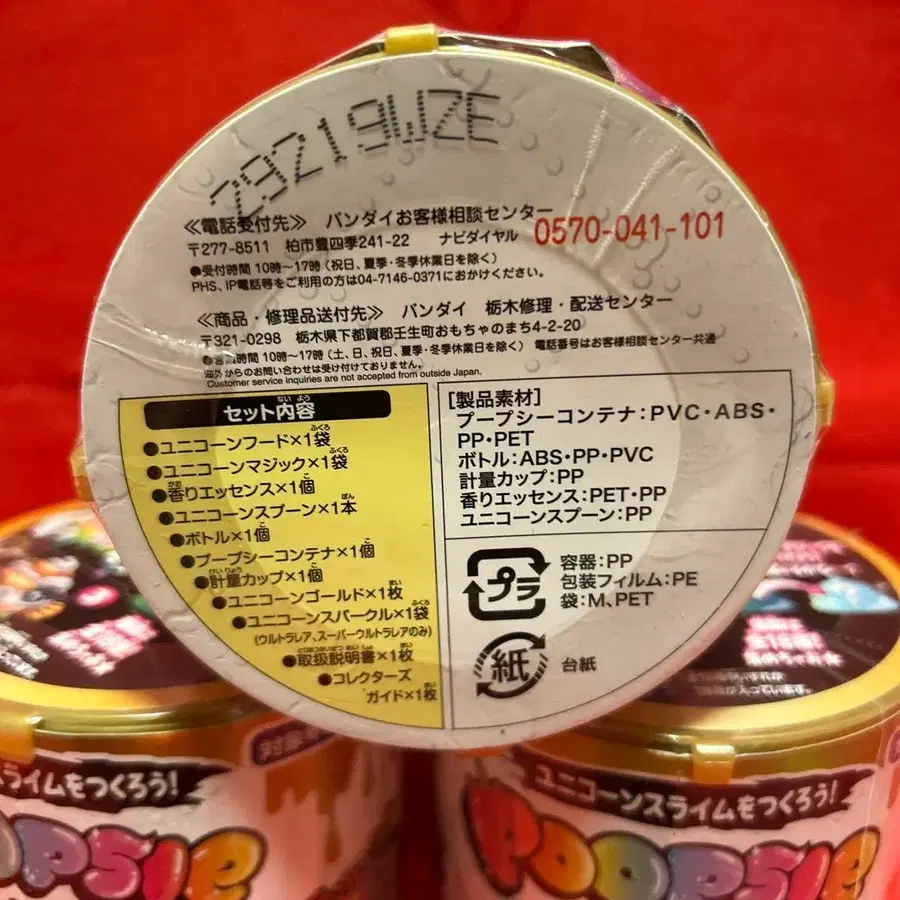 29219WZE
≪電話受付先≫ バンダイお客様相談センター
〒277-8511 柏市豊四季241-22 ナビダイヤル 0570-041-101
●受付時間 10時～17時(祝日、夏季・冬季休業日を除く)
PHS、IP電話等をご利用の方は04-7146-0371におかけください。
≪商品・修理品送付先≫ バンダイ 栃木修理・配送センター
〒321-0298 栃木県下都賀郡壬生町おもちゃのまち4-2-20
●営業時間 10時～17時(土、日、祝日、夏季・冬季休業日を除く) 電話番号はお客様相談センター共通
海外からのお問い合わせは受け付けておりません。
Customer service inquiries are not accepted from outside Japan.
セット内容
●ユニコーンフード×1袋
●ユニコーンマジック×1袋
●香りエッセンス×1個
●ユニコーンスプーン×1本
●ボトル×1個
●プープシーコンテナ×1個
●計量カップ×1個
●ユニコーンゴールド×1枚
●ユニコーンスパークル×1袋
(ウルトラレア、スーパーウルトラレアのみ)
●取扱説明書×1枚
●コレクターズ
ガイド×1枚
[製品素材]
プープシーコンテナ:PVC・ABS・
PP・PET
ボトル:ABS・PP・PVC
計量カップ:PP
香りエッセンス:PET・PP
ユニコーンスプーン:PP
プラ
容器:PP
包装フィルム:PE
袋:M、PET
紙
台紙
スライムをつくろう!
ユニコーンスライムをつくろう!
opsie
Poopsie